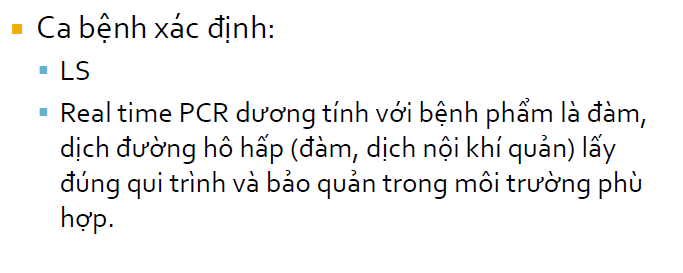 Ca bệnh xác định:
LS
Real time PCR dương tính với bệnh phẩm là đàm,
dịch đường hô hấp (đàm, dịch nội khí quản) lấy
đúng qui trình và bảo quản trong môi trường phù
hợp.